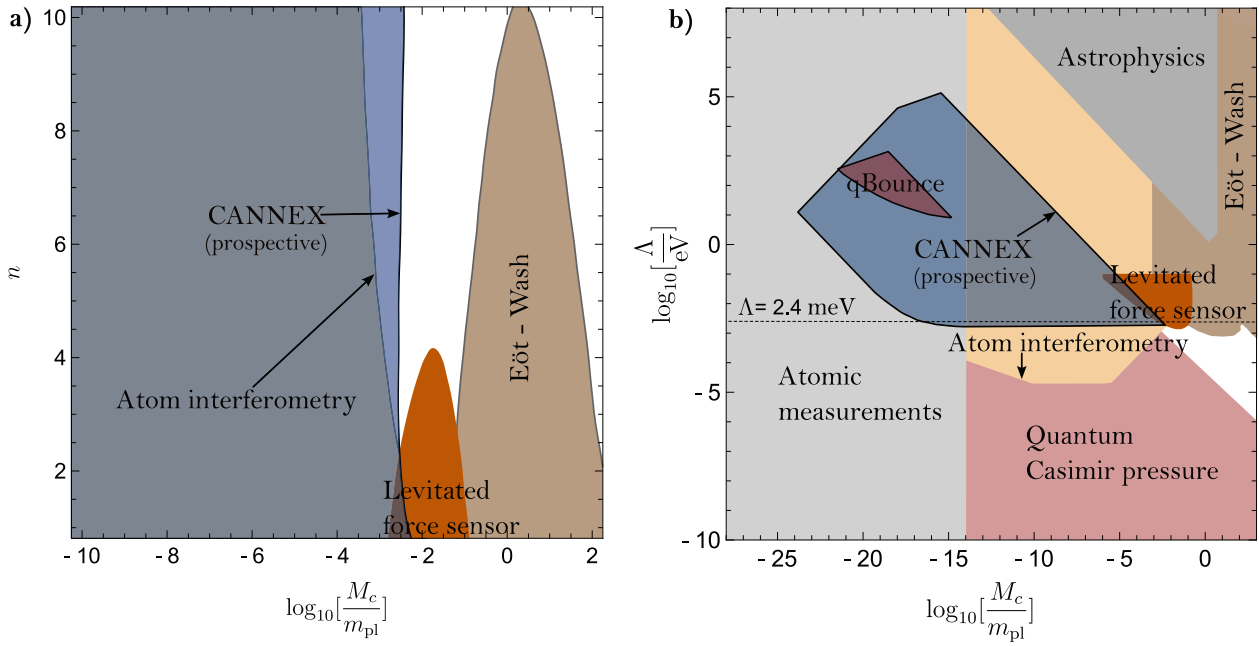 a)
10
8
6
4
2
n
CANNEX
(prospective)
Atom interferometry
Levitated
force sensor
Eöt - Wash
-10
-8
-6
-4
-2
0
2
log10[Mc/mpl]
b)
5
0
-5
-10
log10[Λ/eV]
Astrophysics
Eöt - Wash
qBounce
CANNEX
(prospective)
Levitated
force sensor
Λ= 2.4 meV
Atom interferometry
Atomic
measurements
Quantum
Casimir pressure
-25
-20
-15
-10
-5
0
log10[Mc/mpl]